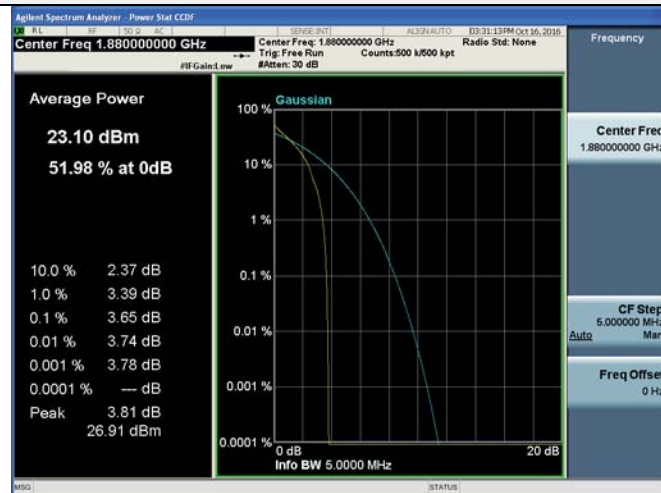 Agilent Spectrum Analyzer - Power Stat CCDF
RL RF 50 Ω AC SENSE:INT ALIGN AUTO 03:31:13 PM Oct 16, 2016
Center Freq 1.880000000 GHz
Center Freq: 1.880000000 GHz Radio Std: None
Trig: Free Run Counts:500 k/500 kpt
#IFGain:Low #Atten: 30 dB
Frequency
Average Power
23.10 dBm
51.98 % at 0dB
10.0 % 2.37 dB
1.0 % 3.39 dB
0.1 % 3.65 dB
0.01 % 3.74 dB
0.001 % 3.78 dB
0.0001 % --- dB
Peak 3.81 dB
26.91 dBm
Gaussian
100 %
10 %
1 %
0.1 %
0.01 %
0.001 %
0.0001 %
0 dB 20 dB
Info BW 5.0000 MHz
Center Freq
1.880000000 GHz
CF Step
5.000000 MHz
Auto Man
Freq Offset
0 Hz
MSG STATUS